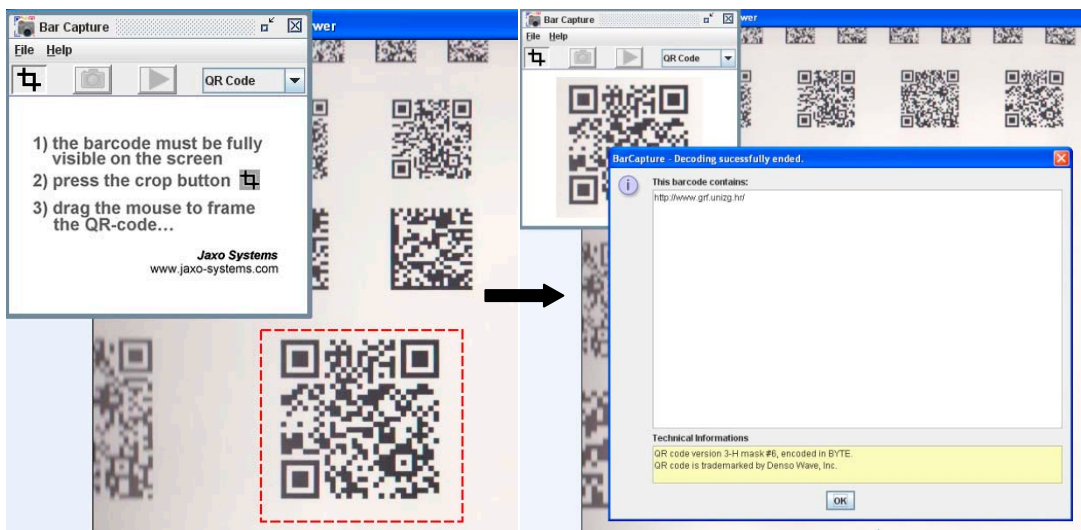 Bar Capture
wer
File Help
QR Code
1) the barcode must be fully
visible on the screen
2) press the crop button
3) drag the mouse to frame
the QR-code...
Jaxo Systems
www.jaxo-systems.com
Bar Capture
wer
File Help
QR Code
BarCapture - Decoding sucessfully ended.
This barcode contains:
http://www.grf.unizg.hr/
Technical Informations
QR code version 3-H mask #6, encoded in BYTE.
QR code is trademarked by Denso Wave, Inc.
OK